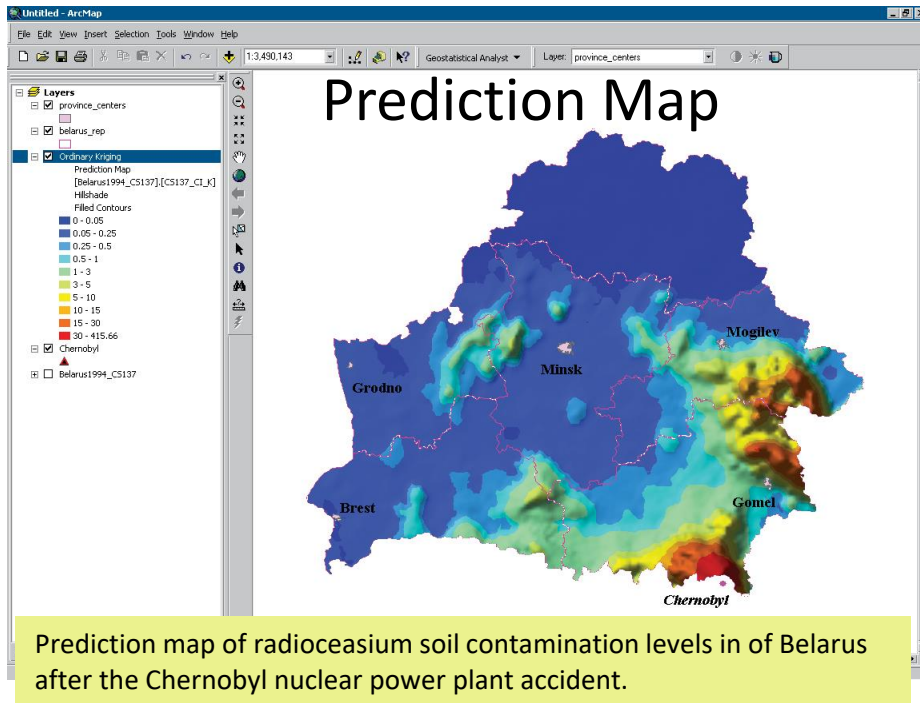 Untitled - ArcMap
File Edit View Insert Selection Tools Window Help
1:3,490,143 Geostatistical Analyst Layer: province_centers
Prediction Map
Layers
province_centers
belarus_rep
Ordinary Kriging
Prediction Map
[Belarus1994_CS137].[CS137_CI_K]
Hillshade
Filled Contours
0 - 0.05
0.05 - 0.25
0.25 - 0.5
0.5 - 1
1 - 3
3 - 5
5 - 10
10 - 15
15 - 30
30 - 415.66
Chernobyl
Belarus1994_CS137
Mogilev
Minsk
Grodno
Brest
Gomel
Chernobyl
Prediction map of radioceasium soil contamination levels in of Belarus
after the Chernobyl nuclear power plant accident.